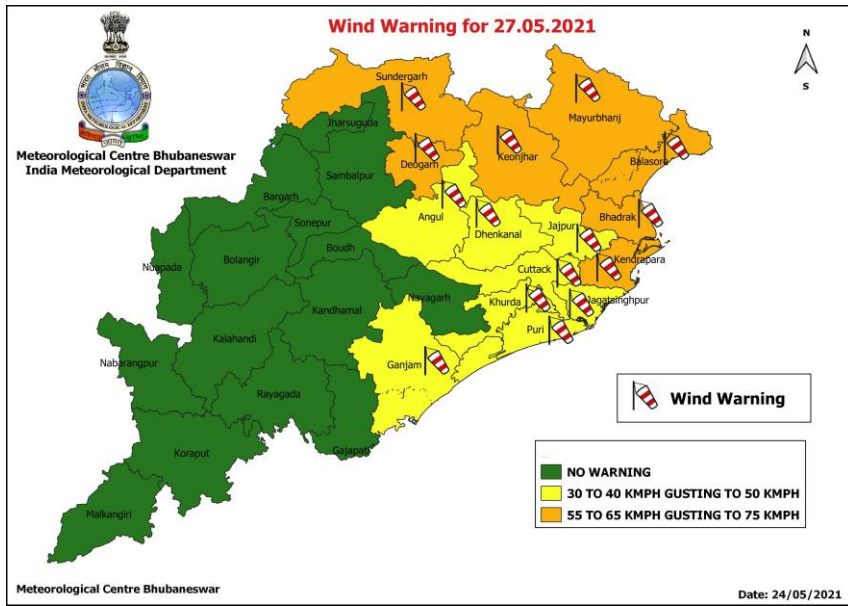 Wind Warning for 27.05.2021
N
S
Meteorological Centre Bhubaneswar
India Meteorological Department
Sundergarh
Jharsuguda
Mayurbhanj
Deogarh
Keonjhar
Balasore
Sambalpur
Bargarh
Angul
Bhadrak
Sonepur
Dhenkanal
Jajpur
Boudh
Kendrapara
Nuapada
Bolangir
Cuttack
Nayagarh
Khurda
Jagatsinghpur
Kandhamal
Puri
Kalahandi
Ganjam
Nabarangpur
Rayagada
Gajapati
Koraput
Malkangiri
Wind Warning
NO WARNING
30 TO 40 KMPH GUSTING TO 50 KMPH
55 TO 65 KMPH GUSTING TO 75 KMPH
Meteorological Centre Bhubaneswar
Date: 24/05/2021